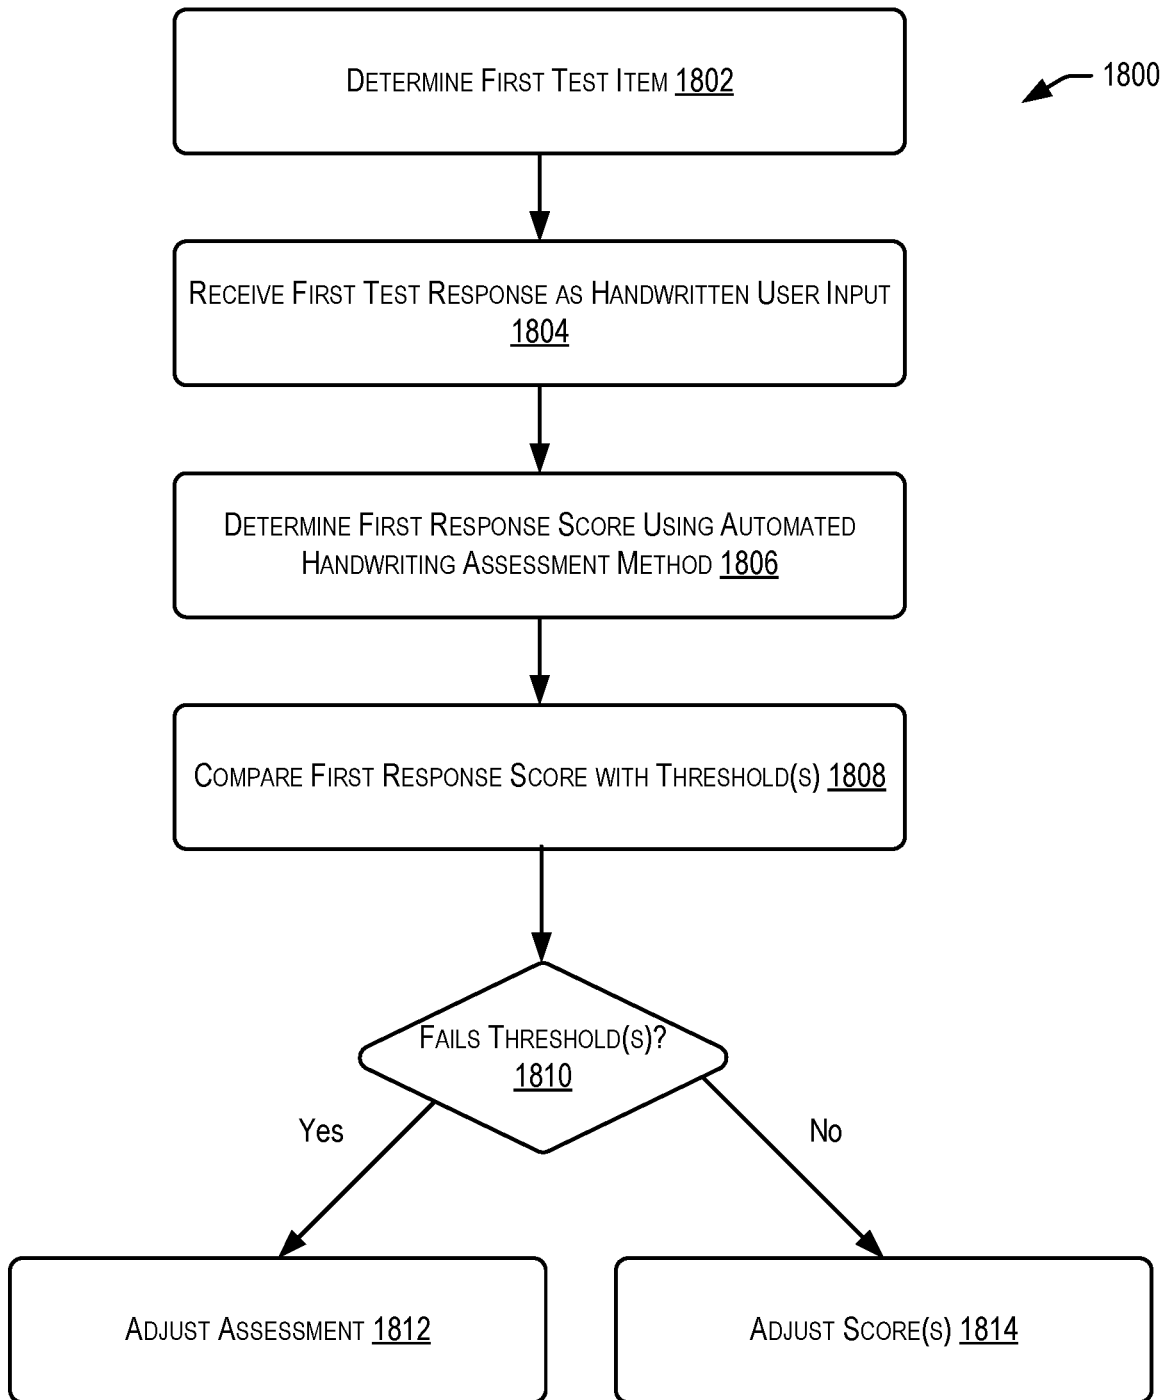 DETERMINE FIRST TEST ITEM 1802
1800
RECEIVE FIRST TEST RESPONSE AS HANDWRITTEN USER INPUT
1804
DETERMINE FIRST RESPONSE SCORE USING AUTOMATED
HANDWRITING ASSESSMENT METHOD 1806
COMPARE FIRST RESPONSE SCORE WITH THRESHOLD(S) 1808
FAILS THRESHOLD(S)?
1810
Yes
No
ADJUST ASSESSMENT 1812
ADJUST SCORE(S) 1814